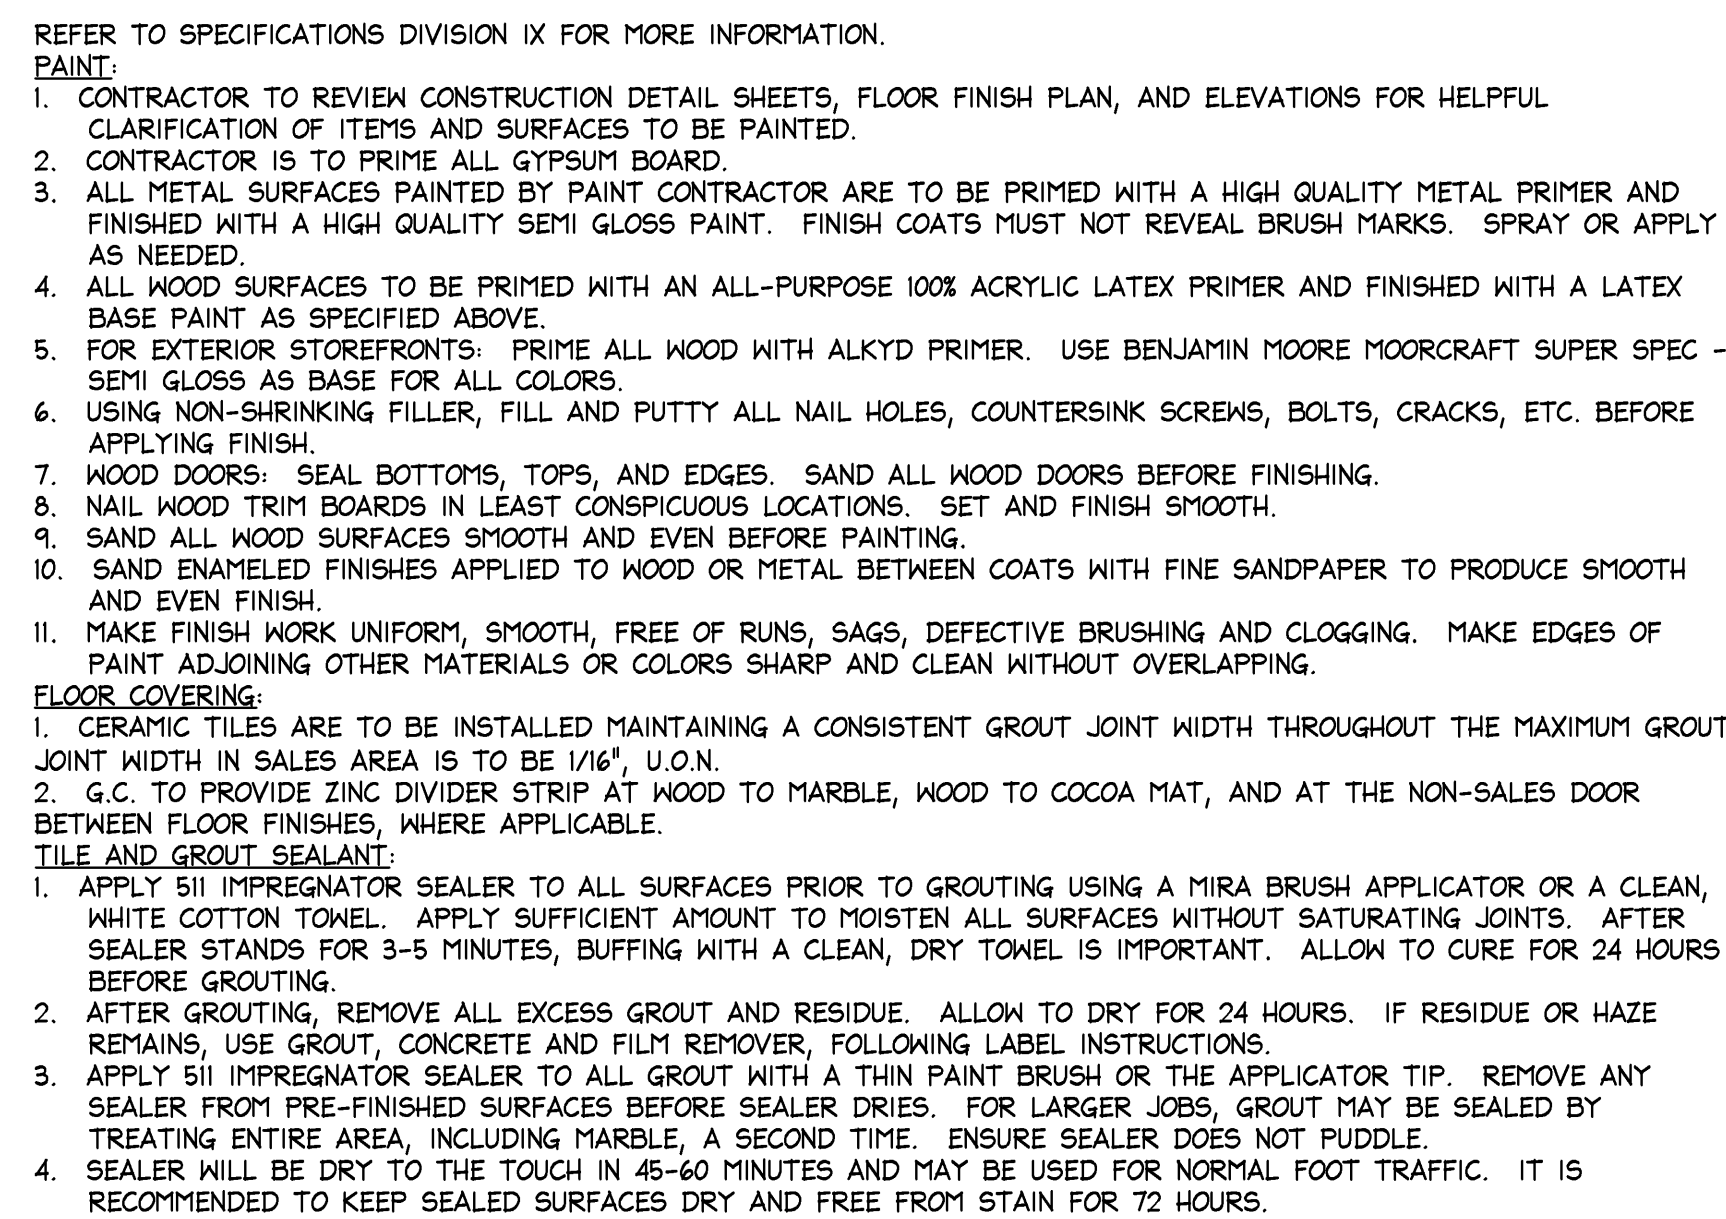 REFER TO SPECIFICATIONS DIVISION IX FOR MORE INFORMATION.
PAINT:
1. CONTRACTOR TO REVIEW CONSTRUCTION DETAIL SHEETS, FLOOR FINISH PLAN, AND ELEVATIONS FOR HELPFUL
CLARIFICATION OF ITEMS AND SURFACES TO BE PAINTED.
2. CONTRACTOR IS TO PRIME ALL GYPSUM BOARD.
3. ALL METAL SURFACES PAINTED BY PAINT CONTRACTOR ARE TO BE PRIMED WITH A HIGH QUALITY METAL PRIMER AND
FINISHED WITH A HIGH QUALITY SEMI GLOSS PAINT. FINISH COATS MUST NOT REVEAL BRUSH MARKS. SPRAY OR APPLY
AS NEEDED.
4. ALL WOOD SURFACES TO BE PRIMED WITH AN ALL-PURPOSE 100% ACRYLIC LATEX PRIMER AND FINISHED WITH A LATEX
BASE PAINT AS SPECIFIED ABOVE.
5. FOR EXTERIOR STOREFRONTS: PRIME ALL WOOD WITH ALKYD PRIMER. USE BENJAMIN MOORE MOORCRAFT SUPER SPEC -
SEMI GLOSS AS BASE FOR ALL COLORS.
6. USING NON-SHRINKING FILLER, FILL AND PUTTY ALL NAIL HOLES, COUNTERSINK SCREWS, BOLTS, CRACKS, ETC. BEFORE
APPLYING FINISH.
7. WOOD DOORS: SEAL BOTTOMS, TOPS, AND EDGES. SAND ALL WOOD DOORS BEFORE FINISHING.
8. NAIL WOOD TRIM BOARDS IN LEAST CONSPICUOUS LOCATIONS. SET AND FINISH SMOOTH.
9. SAND ALL WOOD SURFACES SMOOTH AND EVEN BEFORE PAINTING.
10. SAND ENAMELED FINISHES APPLIED TO WOOD OR METAL BETWEEN COATS WITH FINE SANDPAPER TO PRODUCE SMOOTH
AND EVEN FINISH.
11. MAKE FINISH WORK UNIFORM, SMOOTH, FREE OF RUNS, SAGS, DEFECTIVE BRUSHING AND CLOGGING. MAKE EDGES OF
PAINT ADJOINING OTHER MATERIALS OR COLORS SHARP AND CLEAN WITHOUT OVERLAPPING.
FLOOR COVERING:
1. CERAMIC TILES ARE TO BE INSTALLED MAINTAINING A CONSISTENT GROUT JOINT WIDTH THROUGHOUT THE MAXIMUM GROUT
JOINT WIDTH IN SALES AREA IS TO BE 1/16", U.O.N.
2. G.C. TO PROVIDE ZINC DIVIDER STRIP AT WOOD TO MARBLE, WOOD TO COCOA MAT, AND AT THE NON-SALES DOOR
BETWEEN FLOOR FINISHES, WHERE APPLICABLE.
TILE AND GROUT SEALANT:
1. APPLY 511 IMPREGNATOR SEALER TO ALL SURFACES PRIOR TO GROUTING USING A MIRA BRUSH APPLICATOR OR A CLEAN,
WHITE COTTON TOWEL. APPLY SUFFICIENT AMOUNT TO MOISTEN ALL SURFACES WITHOUT SATURATING JOINTS. AFTER
SEALER STANDS FOR 3-5 MINUTES, BUFFING WITH A CLEAN, DRY TOWEL IS IMPORTANT. ALLOW TO CURE FOR 24 HOURS
BEFORE GROUTING.
2. AFTER GROUTING, REMOVE ALL EXCESS GROUT AND RESIDUE. ALLOW TO DRY FOR 24 HOURS. IF RESIDUE OR HAZE
REMAINS, USE GROUT, CONCRETE AND FILM REMOVER, FOLLOWING LABEL INSTRUCTIONS.
3. APPLY 511 IMPREGNATOR SEALER TO ALL GROUT WITH A THIN PAINT BRUSH OR THE APPLICATOR TIP. REMOVE ANY
SEALER FROM PRE-FINISHED SURFACES BEFORE SEALER DRIES. FOR LARGER JOBS, GROUT MAY BE SEALED BY
TREATING ENTIRE AREA, INCLUDING MARBLE, A SECOND TIME. ENSURE SEALER DOES NOT PUDDLE.
4. SEALER WILL BE DRY TO THE TOUCH IN 45-60 MINUTES AND MAY BE USED FOR NORMAL FOOT TRAFFIC. IT IS
RECOMMENDED TO KEEP SEALED SURFACES DRY AND FREE FROM STAIN FOR 72 HOURS.